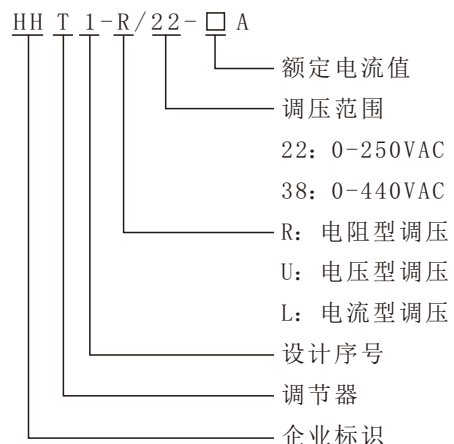 HHT1-R/22-□A
额定电流值
调压范围
22: 0-250VAC
38: 0-440VAC
R: 电阻型调压
U: 电压型调压
L: 电流型调压
设计序号
调节器
企业标识